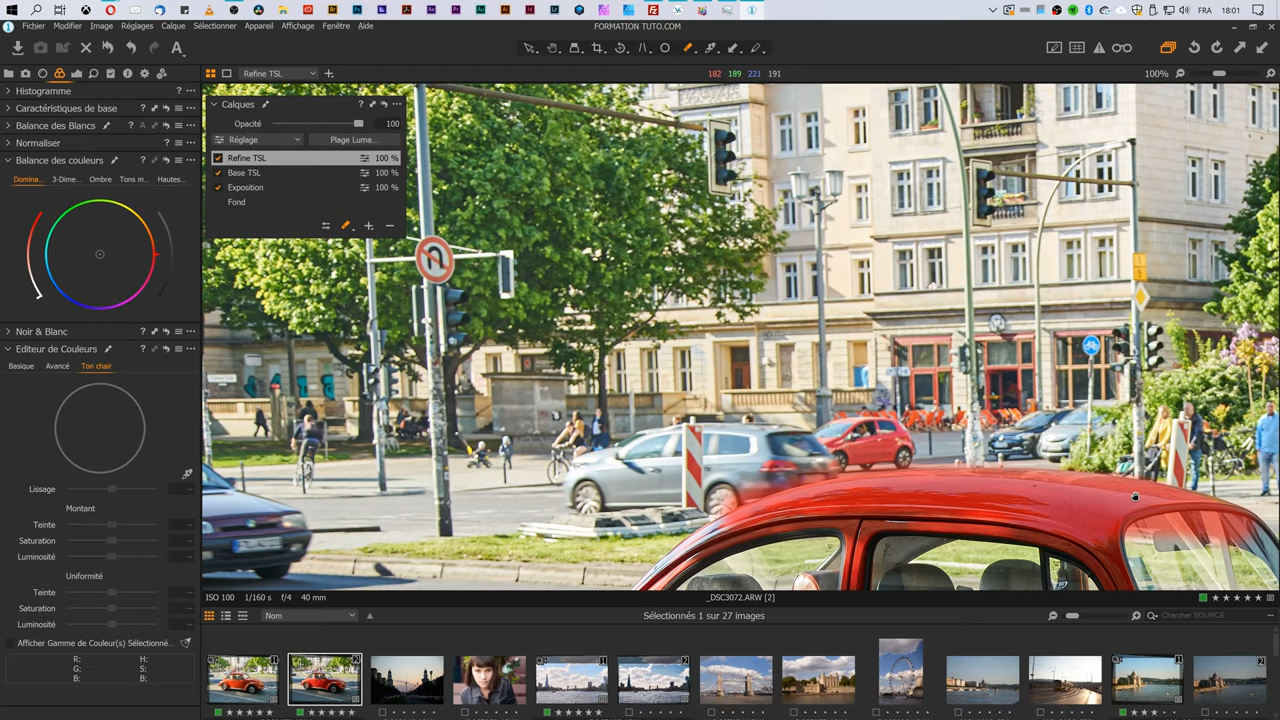 FRA 18:01
Fichier Modifier Image Réglages Calque Sélectionner Appareil Affichage Fenêtre Aide
FORMATION TUTO.COM
Refine TSL
182 189 221 191
100%
Histogramme
Caractéristiques de base
Balance des Blancs
Normaliser
Balance des couleurs
Domina... 3-Dime... Ombre Tons m... Hautes...
Calques
Opacité 100
Réglage Plage Luma...
Refine TSL 100 %
Base TSL 100 %
Exposition 100 %
Fond
Noir & Blanc
Editeur de Couleurs
Basique Avancé Ton chair
Lissage --
Montant
Teinte --
Saturation --
Luminosité --
Uniformité
Teinte --
Saturation --
Luminosité --
Afficher Gamme de Couleur(s) Sélectionné...
R: H:
G: S:
B: B:
ISO 100 1/160 s f/4 40 mm
_DSC3072.ARW [2]
Nom
Sélectionnés 1 sur 27 images
Chercher SOURCE